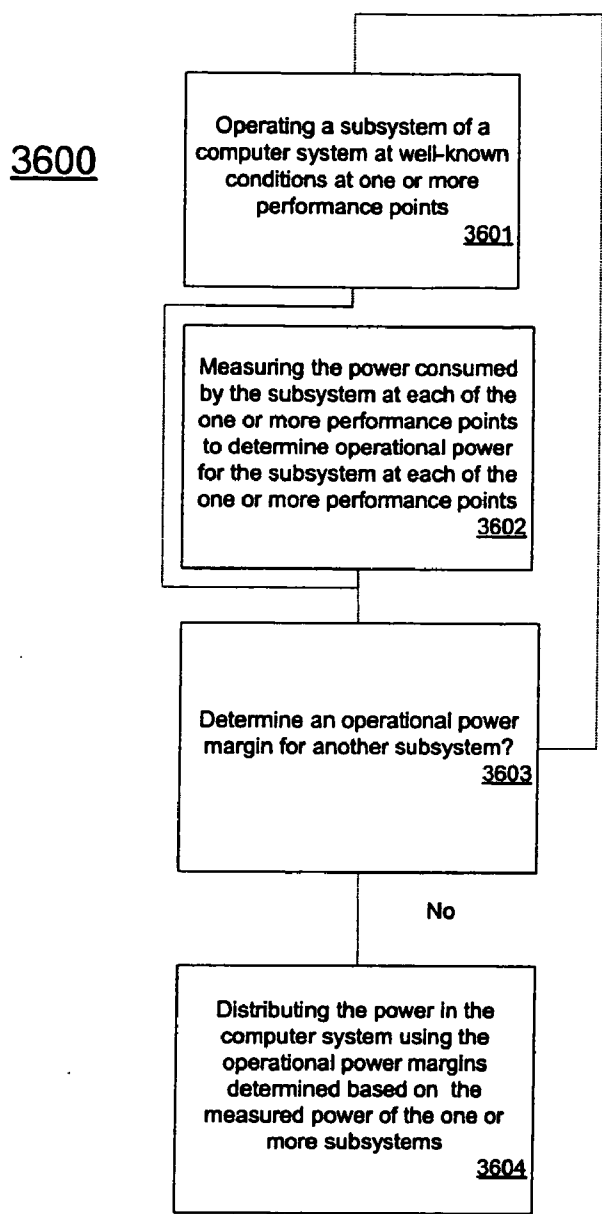 3600
Operating a subsystem of a
computer system at well-known
conditions at one or more
performance points
3601
Measuring the power consumed
by the subsystem at each of the
one or more performance points
to determine operational power
for the subsystem at each of the
one or more performance points
3602
Determine an operational power
margin for another subsystem?
3603
No
Distributing the power in the
computer system using the
operational power margins
determined based on the
measured power of the one or
more subsystems
3604